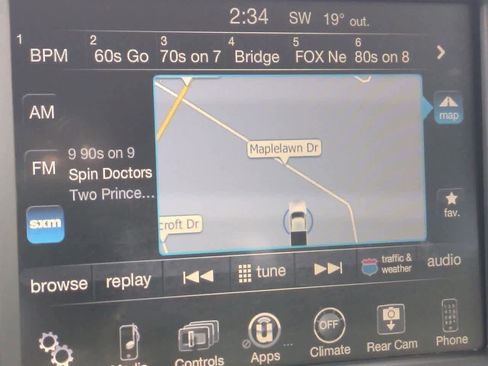 2:34 SW 19° out.
1 BPM 2 60s Go 3 70s on 7 4 Bridge 5 FOX Ne 6 80s on 8
AM
map
Maplelawn Dr
FM
9 90s on 9
Spin Doctors
Two Prince...
fav.
sxm
croft Dr
browse replay tune traffic & weather audio
Controls Apps ... OFF Climate Rear Cam Phone